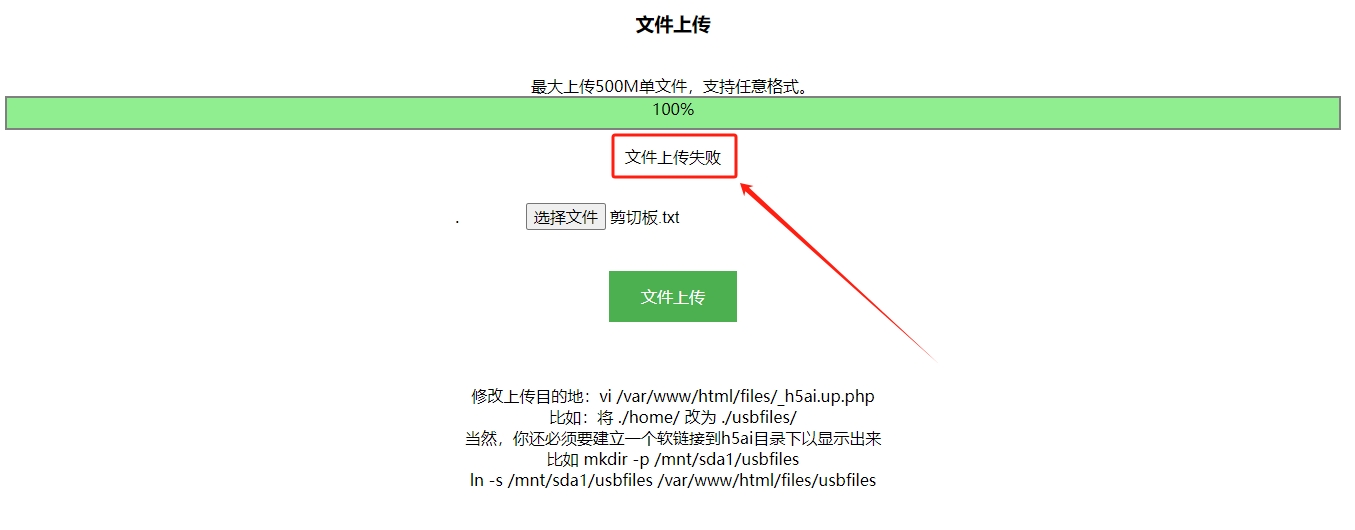 文件上传
最大上传500M单文件，支持任意格式。
100%
文件上传失败
. 选择文件 剪切板.txt
文件上传
修改上传目的地：vi /var/www/html/files/_h5ai.up.php
比如：将 ./home/ 改为 ./usbfiles/
当然，你还必须要建立一个软链接到h5ai目录下以显示出来
比如 mkdir -p /mnt/sda1/usbfiles
ln -s /mnt/sda1/usbfiles /var/www/html/files/usbfiles